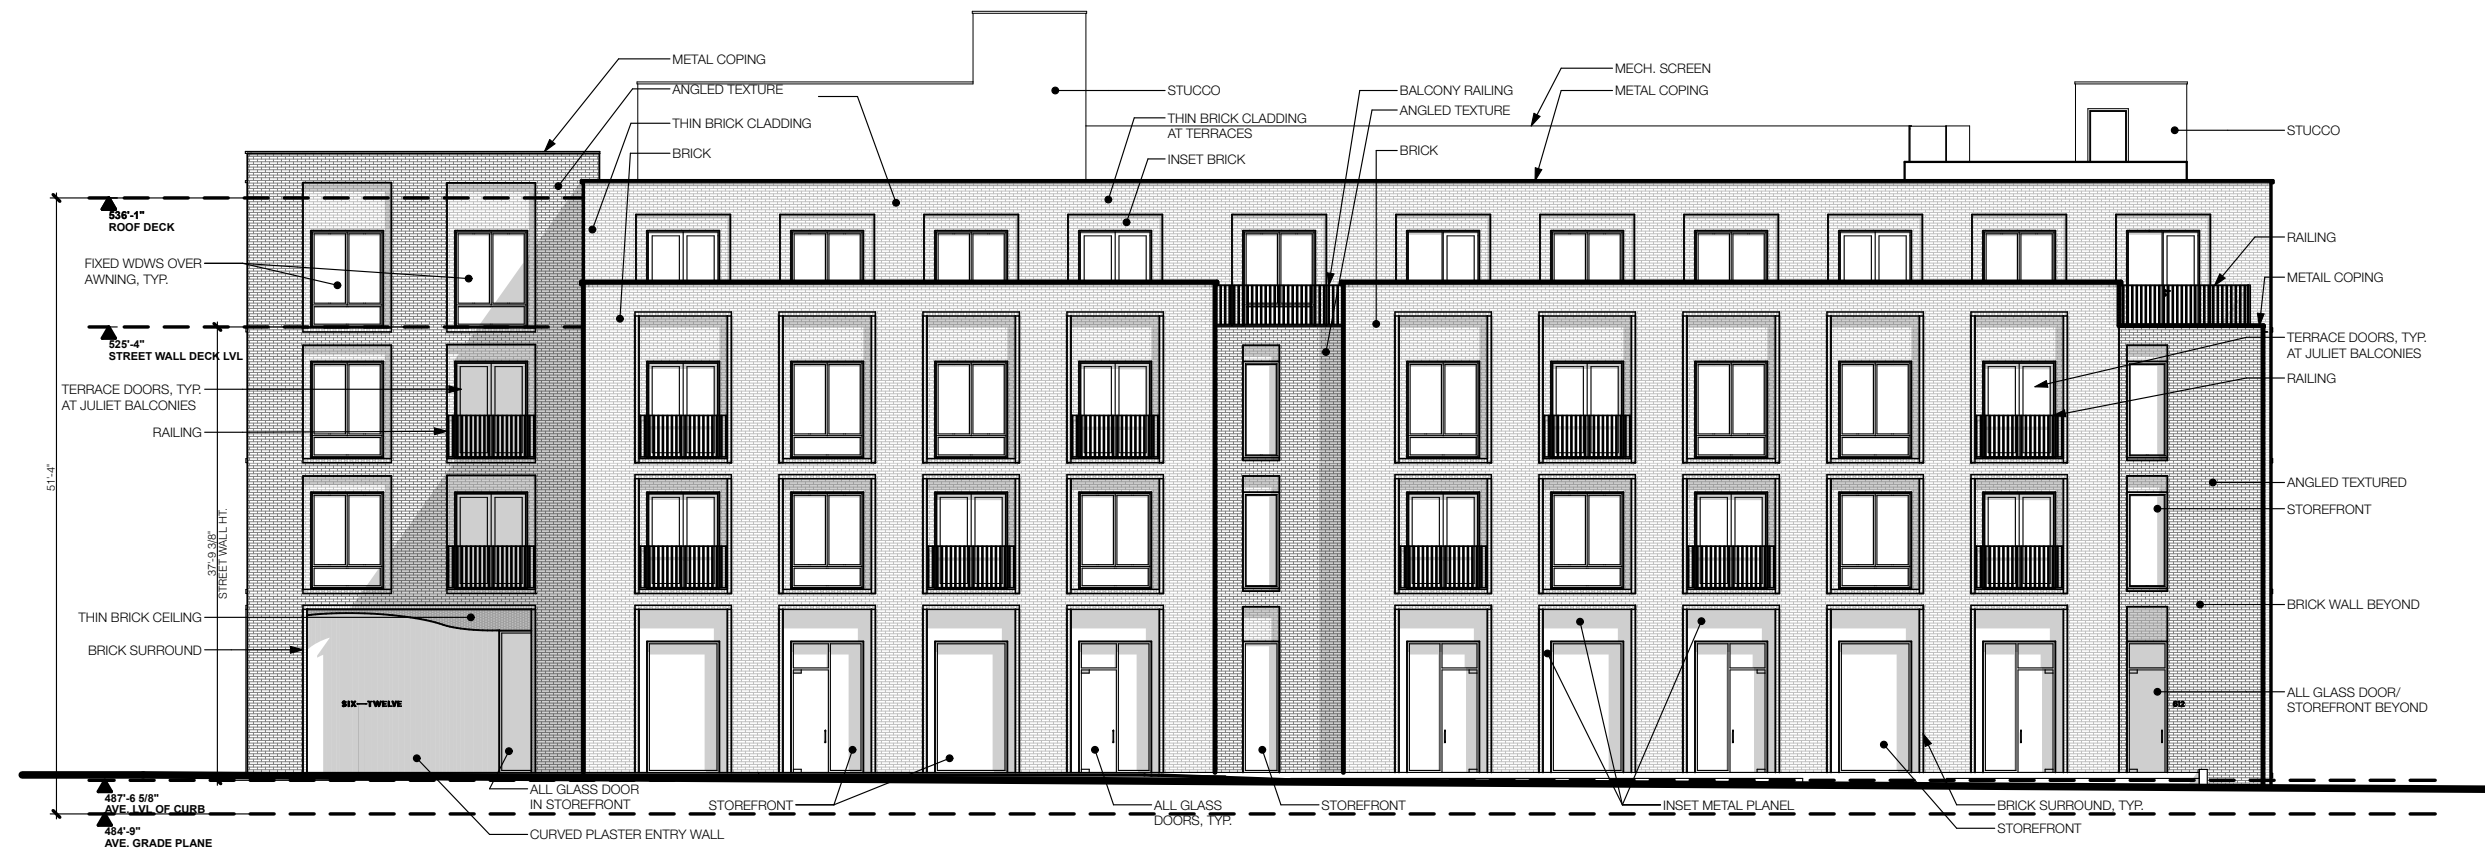 METAL COPING
ANGLED TEXTURE
THIN BRICK CLADDING
BRICK
STUCCO
THIN BRICK CLADDING
AT TERRACES
INSET BRICK
BALCONY RAILING
ANGLED TEXTURE
BRICK
MECH. SCREEN
METAL COPING
STUCCO
536'-1"
ROOF DECK
FIXED WDWS OVER
AWNING, TYP.
525'-4"
STREET WALL DECK LVL
TERRACE DOORS, TYP.
AT JULIET BALCONIES
RAILING
51'-4"
37'-9 3/8"
STREET WALL HT.
THIN BRICK CEILING
BRICK SURROUND
SIX—TWELVE
487'-6 5/8"
AVE. LVL OF CURB
484'-9"
AVE. GRADE PLANE
ALL GLASS DOOR
IN STOREFRONT
CURVED PLASTER ENTRY WALL
STOREFRONT
ALL GLASS
DOORS, TYP.
STOREFRONT
INSET METAL PLANEL
BRICK SURROUND, TYP.
STOREFRONT
RAILING
METAIL COPING
TERRACE DOORS, TYP.
AT JULIET BALCONIES
RAILING
ANGLED TEXTURED
STOREFRONT
BRICK WALL BEYOND
ALL GLASS DOOR/
STOREFRONT BEYOND
612